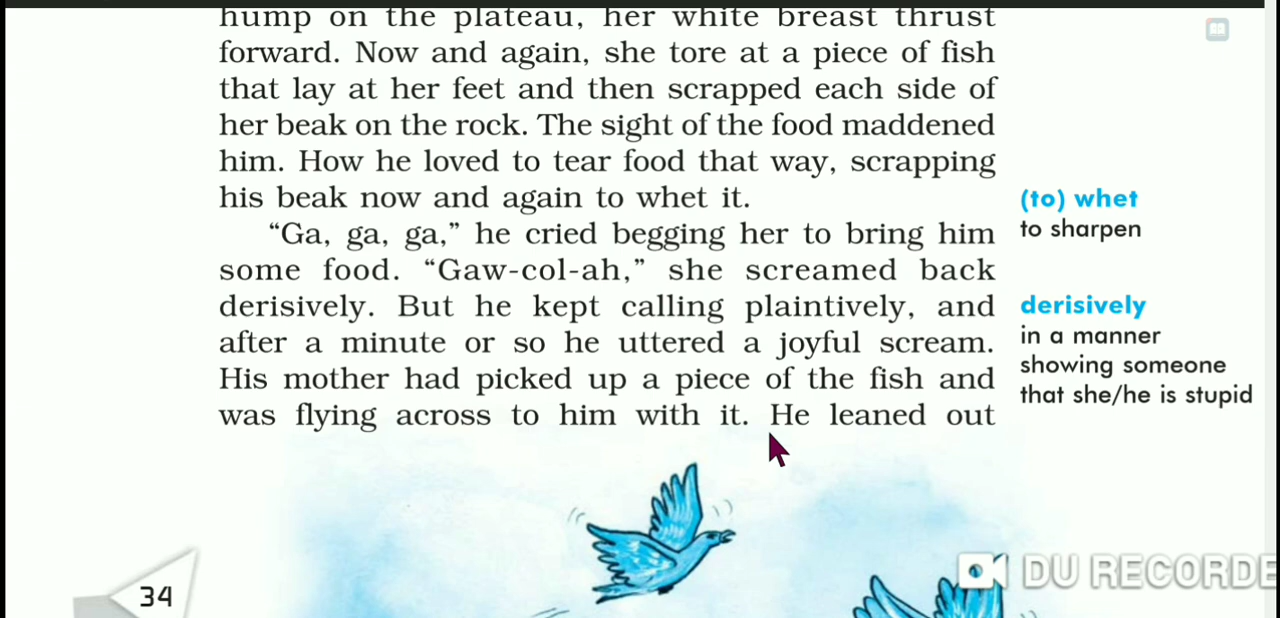 hump on the plateau, her white breast thrust
forward. Now and again, she tore at a piece of fish
that lay at her feet and then scrapped each side of
her beak on the rock. The sight of the food maddened
him. How he loved to tear food that way, scrapping
his beak now and again to whet it.
“Ga, ga, ga,” he cried begging her to bring him
some food. “Gaw-col-ah,” she screamed back
derisively. But he kept calling plaintively, and
after a minute or so he uttered a joyful scream.
His mother had picked up a piece of the fish and
was flying across to him with it. He leaned out
(to) whet
to sharpen
derisively
in a manner
showing someone
that she/he is stupid
34
DU RECORDE